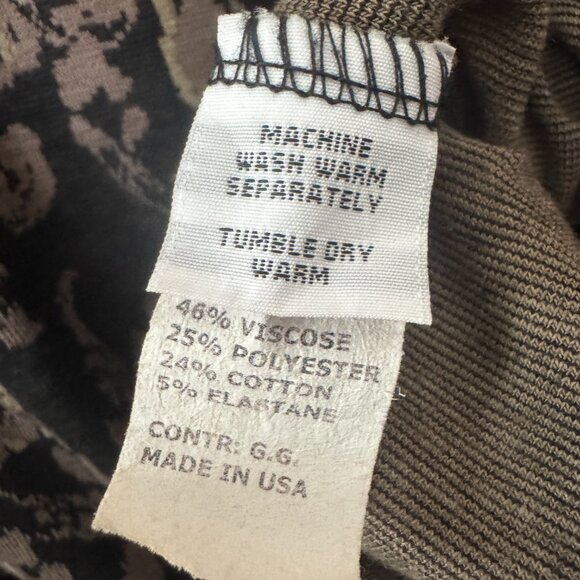 MACHINE
WASH WARM
SEPARATELY
TUMBLE DRY
WARM
46% VISCOSE
25% POLYESTER
24% COTTON
5% ELASTANE
CONTR: G.G.
MADE IN USA